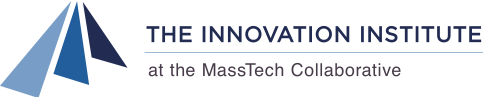 THE INNOVATION INSTITUTE
at the MassTech Collaborative